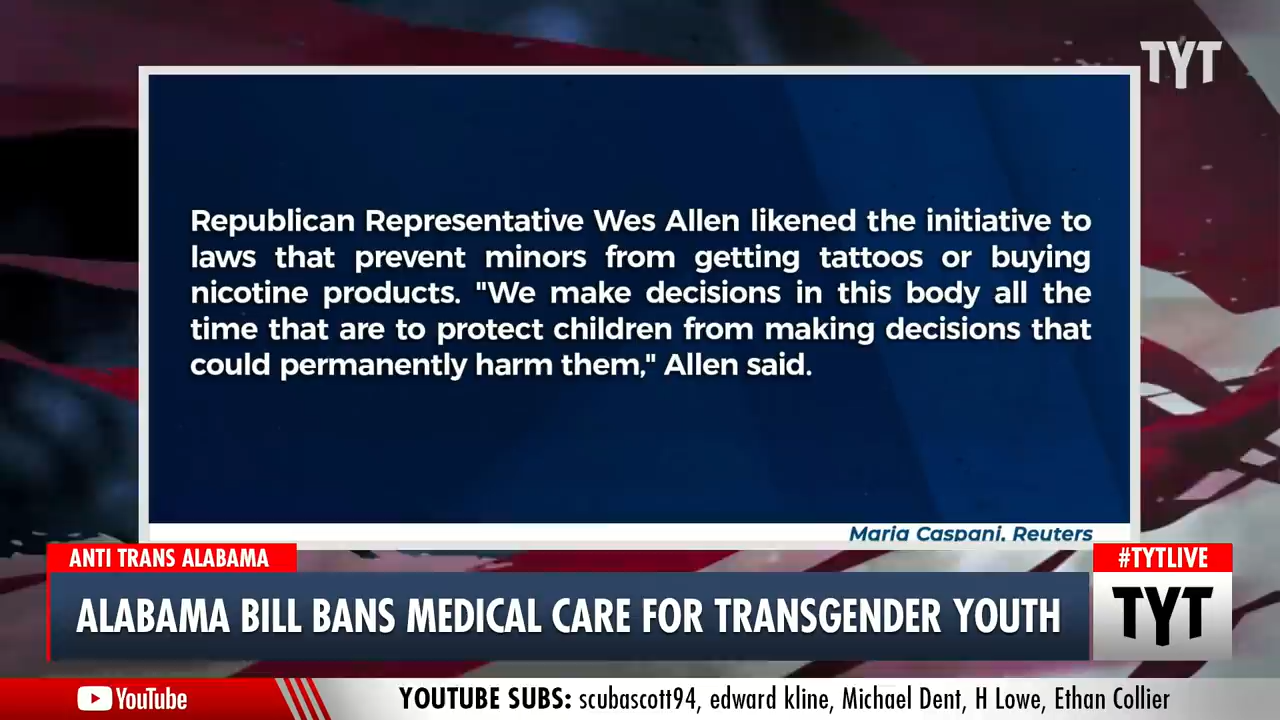 TYT
Republican Representative Wes Allen likened the initiative to
laws that prevent minors from getting tattoos or buying
nicotine products. "We make decisions in this body all the
time that are to protect children from making decisions that
could permanently harm them," Allen said.
Maria Caspani, Reuters
ANTI TRANS ALABAMA
#TYTLIVE
ALABAMA BILL BANS MEDICAL CARE FOR TRANSGENDER YOUTH
TYT
YouTube
YOUTUBE SUBS: scubascott94, edward kline, Michael Dent, H Lowe, Ethan Collier